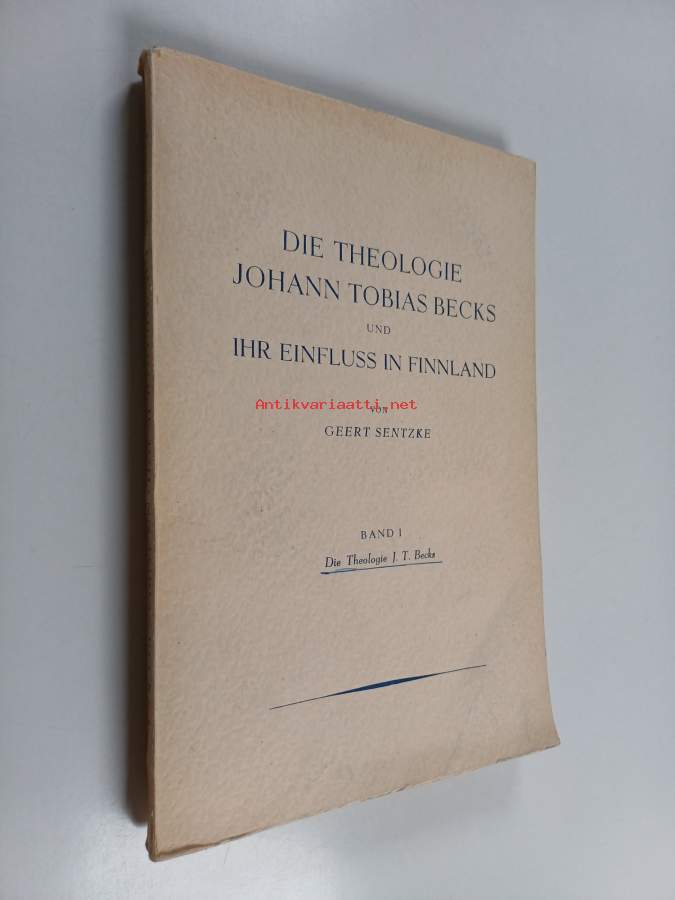 DIE THEOLOGIE
JOHANN TOBIAS BECKS
UND
IHR EINFLUSS IN FINNLAND
Antikvariaatti.net
VON
GEERT SENTZKE
BAND I
Die Theologie J. T. Becks